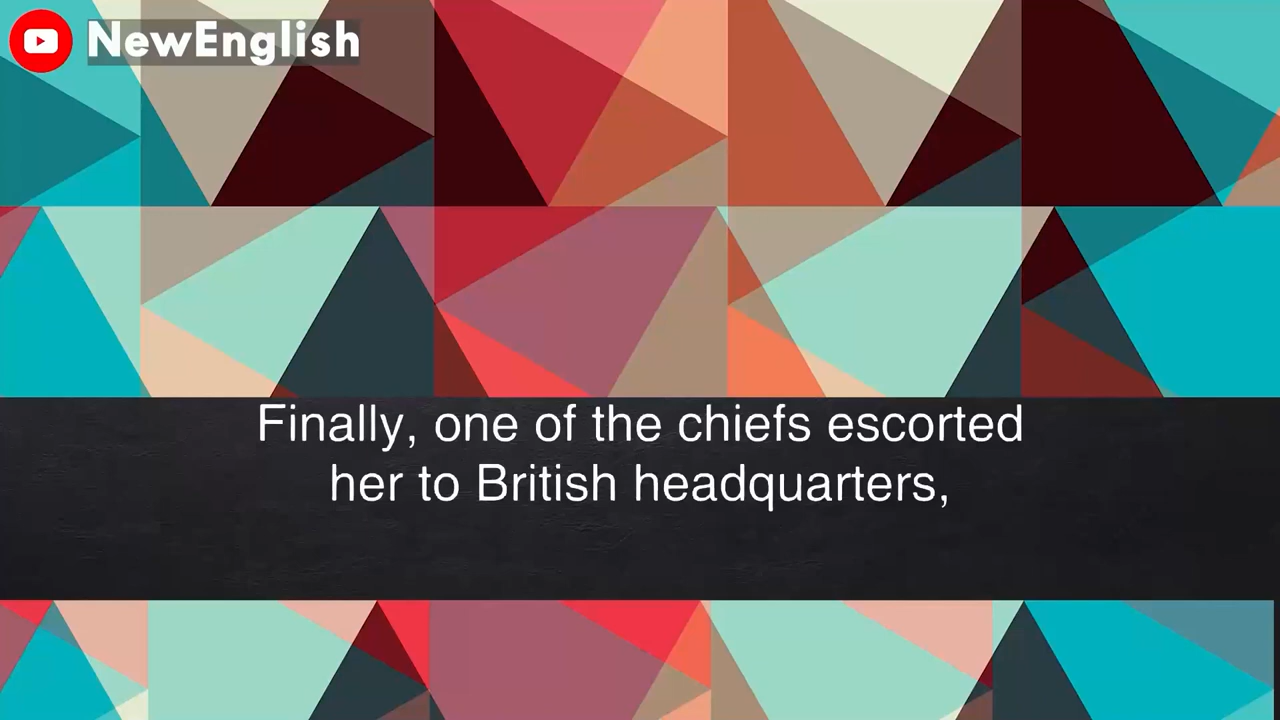 NewEnglish
Finally, one of the chiefs escorted
her to British headquarters,